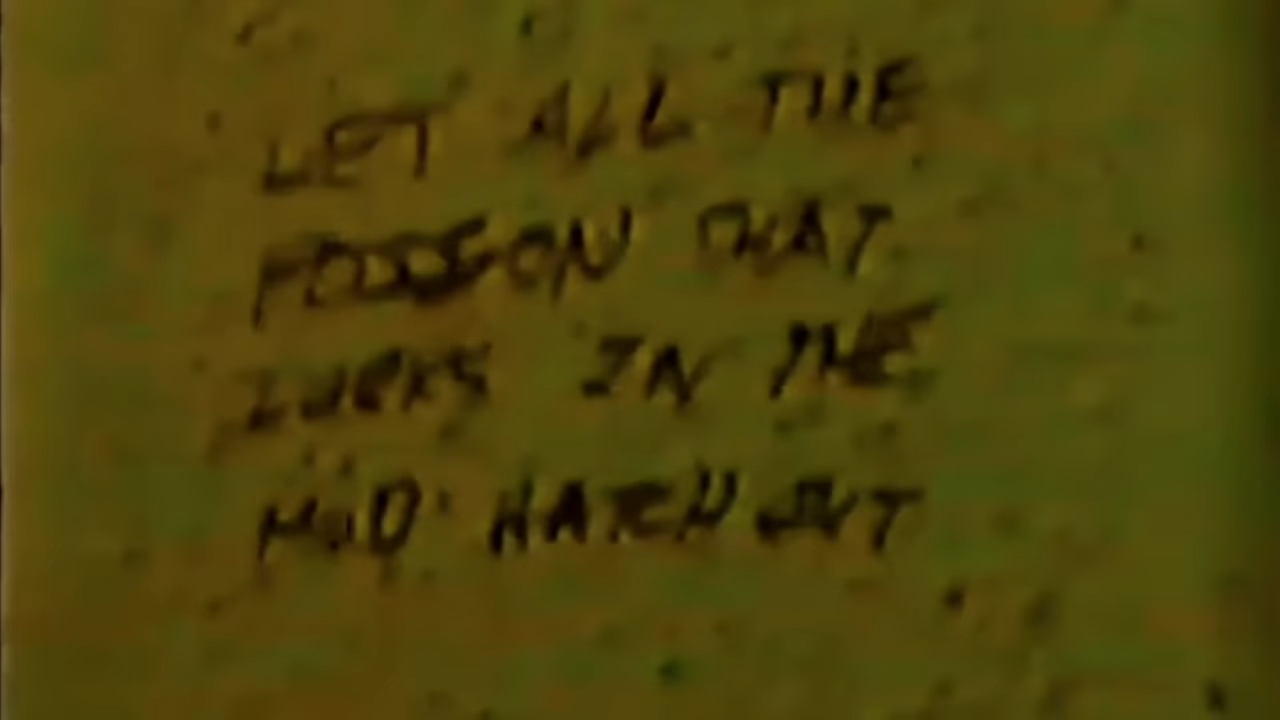 LET ALL THE
POISON THAT
LURKS IN THE
MUD HATCH OUT